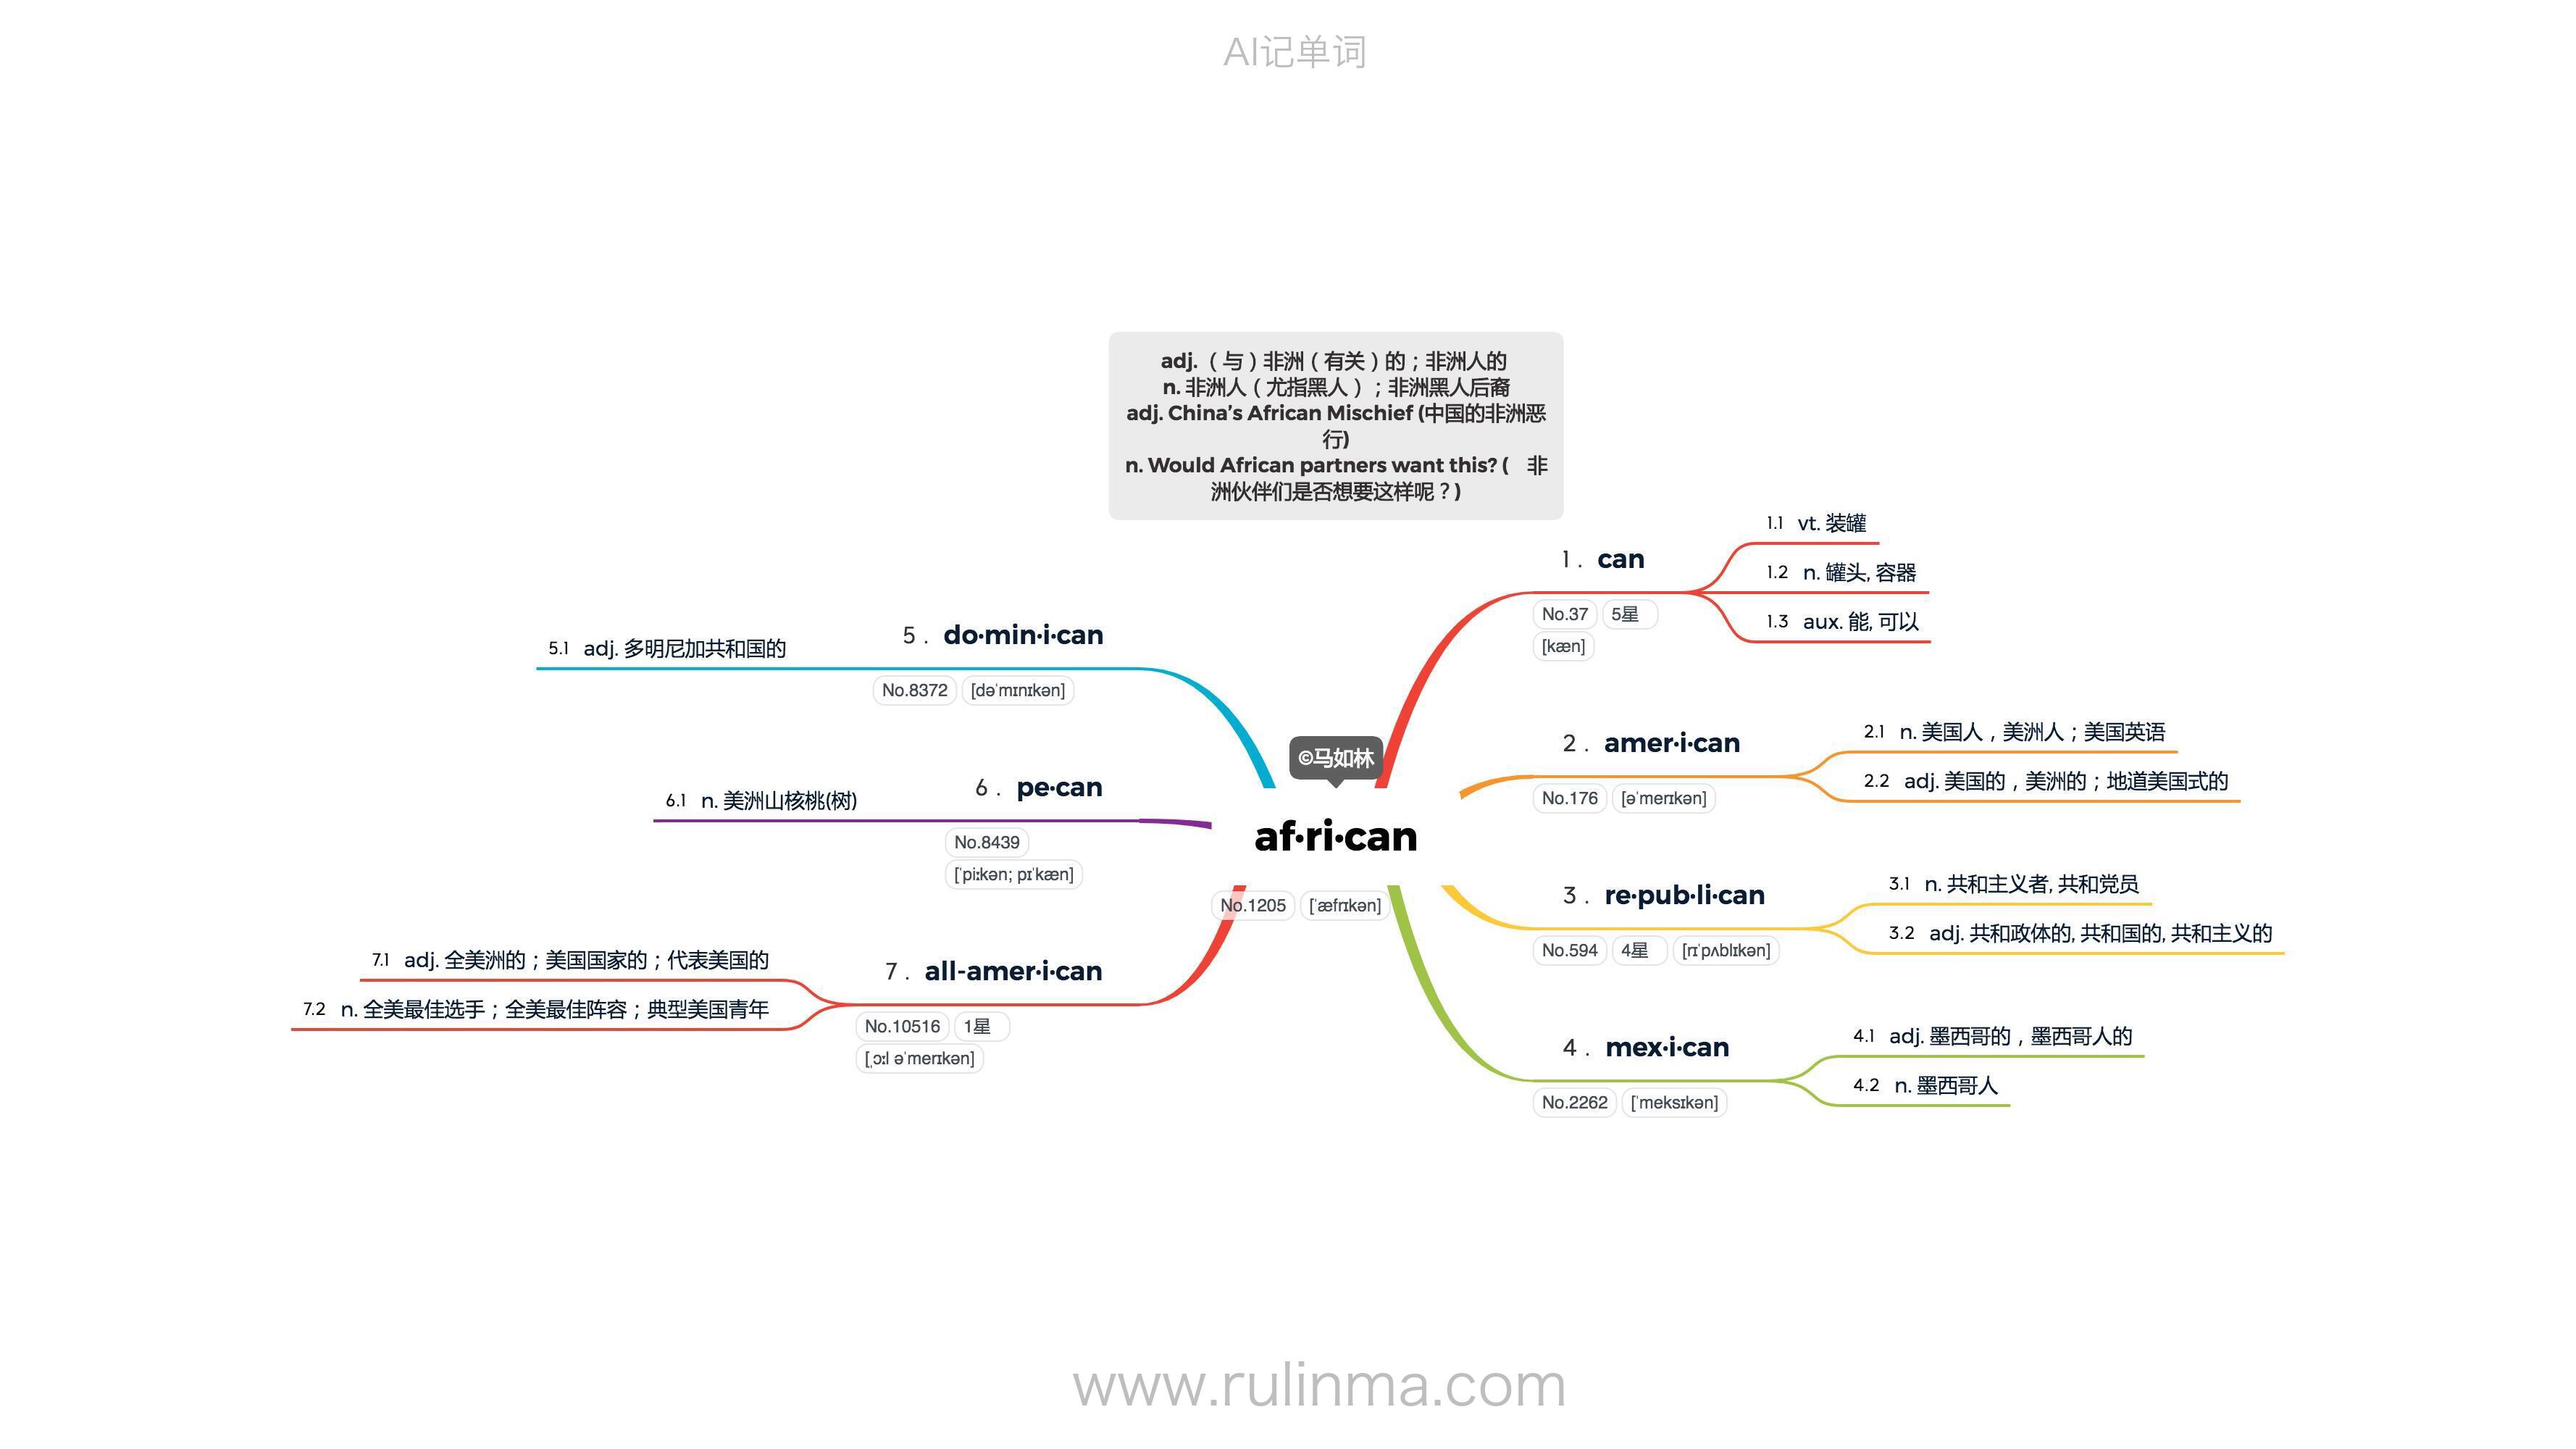 AI记单词
adj.（与）非洲（有关）的；非洲人的
n. 非洲人（尤指黑人）；非洲黑人后裔
adj. China’s African Mischief (中国的非洲恶
行)
n. Would African partners want this? ( 非
洲伙伴们是否想要这样呢？)
©马如林
af·ri·can
No.1205 [ˈæfrɪkən]
1. can
No.37 5星
[kæn]
1.1 vt. 装罐
1.2 n. 罐头, 容器
1.3 aux. 能, 可以
2. amer·i·can
No.176 [əˈmerɪkən]
2.1 n. 美国人，美洲人；美国英语
2.2 adj. 美国的，美洲的；地道美国式的
3. re·pub·li·can
No.594 4星 [rɪˈpʌblɪkən]
3.1 n. 共和主义者, 共和党员
3.2 adj. 共和政体的, 共和国的, 共和主义的
4. mex·i·can
No.2262 [ˈmeksɪkən]
4.1 adj. 墨西哥的，墨西哥人的
4.2 n. 墨西哥人
5. do·min·i·can
No.8372 [dəˈmɪnɪkən]
5.1 adj. 多明尼加共和国的
6. pe·can
No.8439
[ˈpiːkən; pɪˈkæn]
6.1 n. 美洲山核桃(树)
7. all-amer·i·can
No.10516 1星
[ˌɔːl əˈmerɪkən]
7.1 adj. 全美洲的；美国国家的；代表美国的
7.2 n. 全美最佳选手；全美最佳阵容；典型美国青年
www.rulinma.com